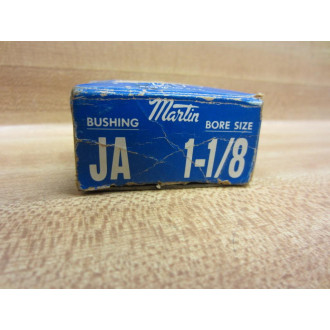 Martin
BUSHING BORE SIZE
JA 1-1/8